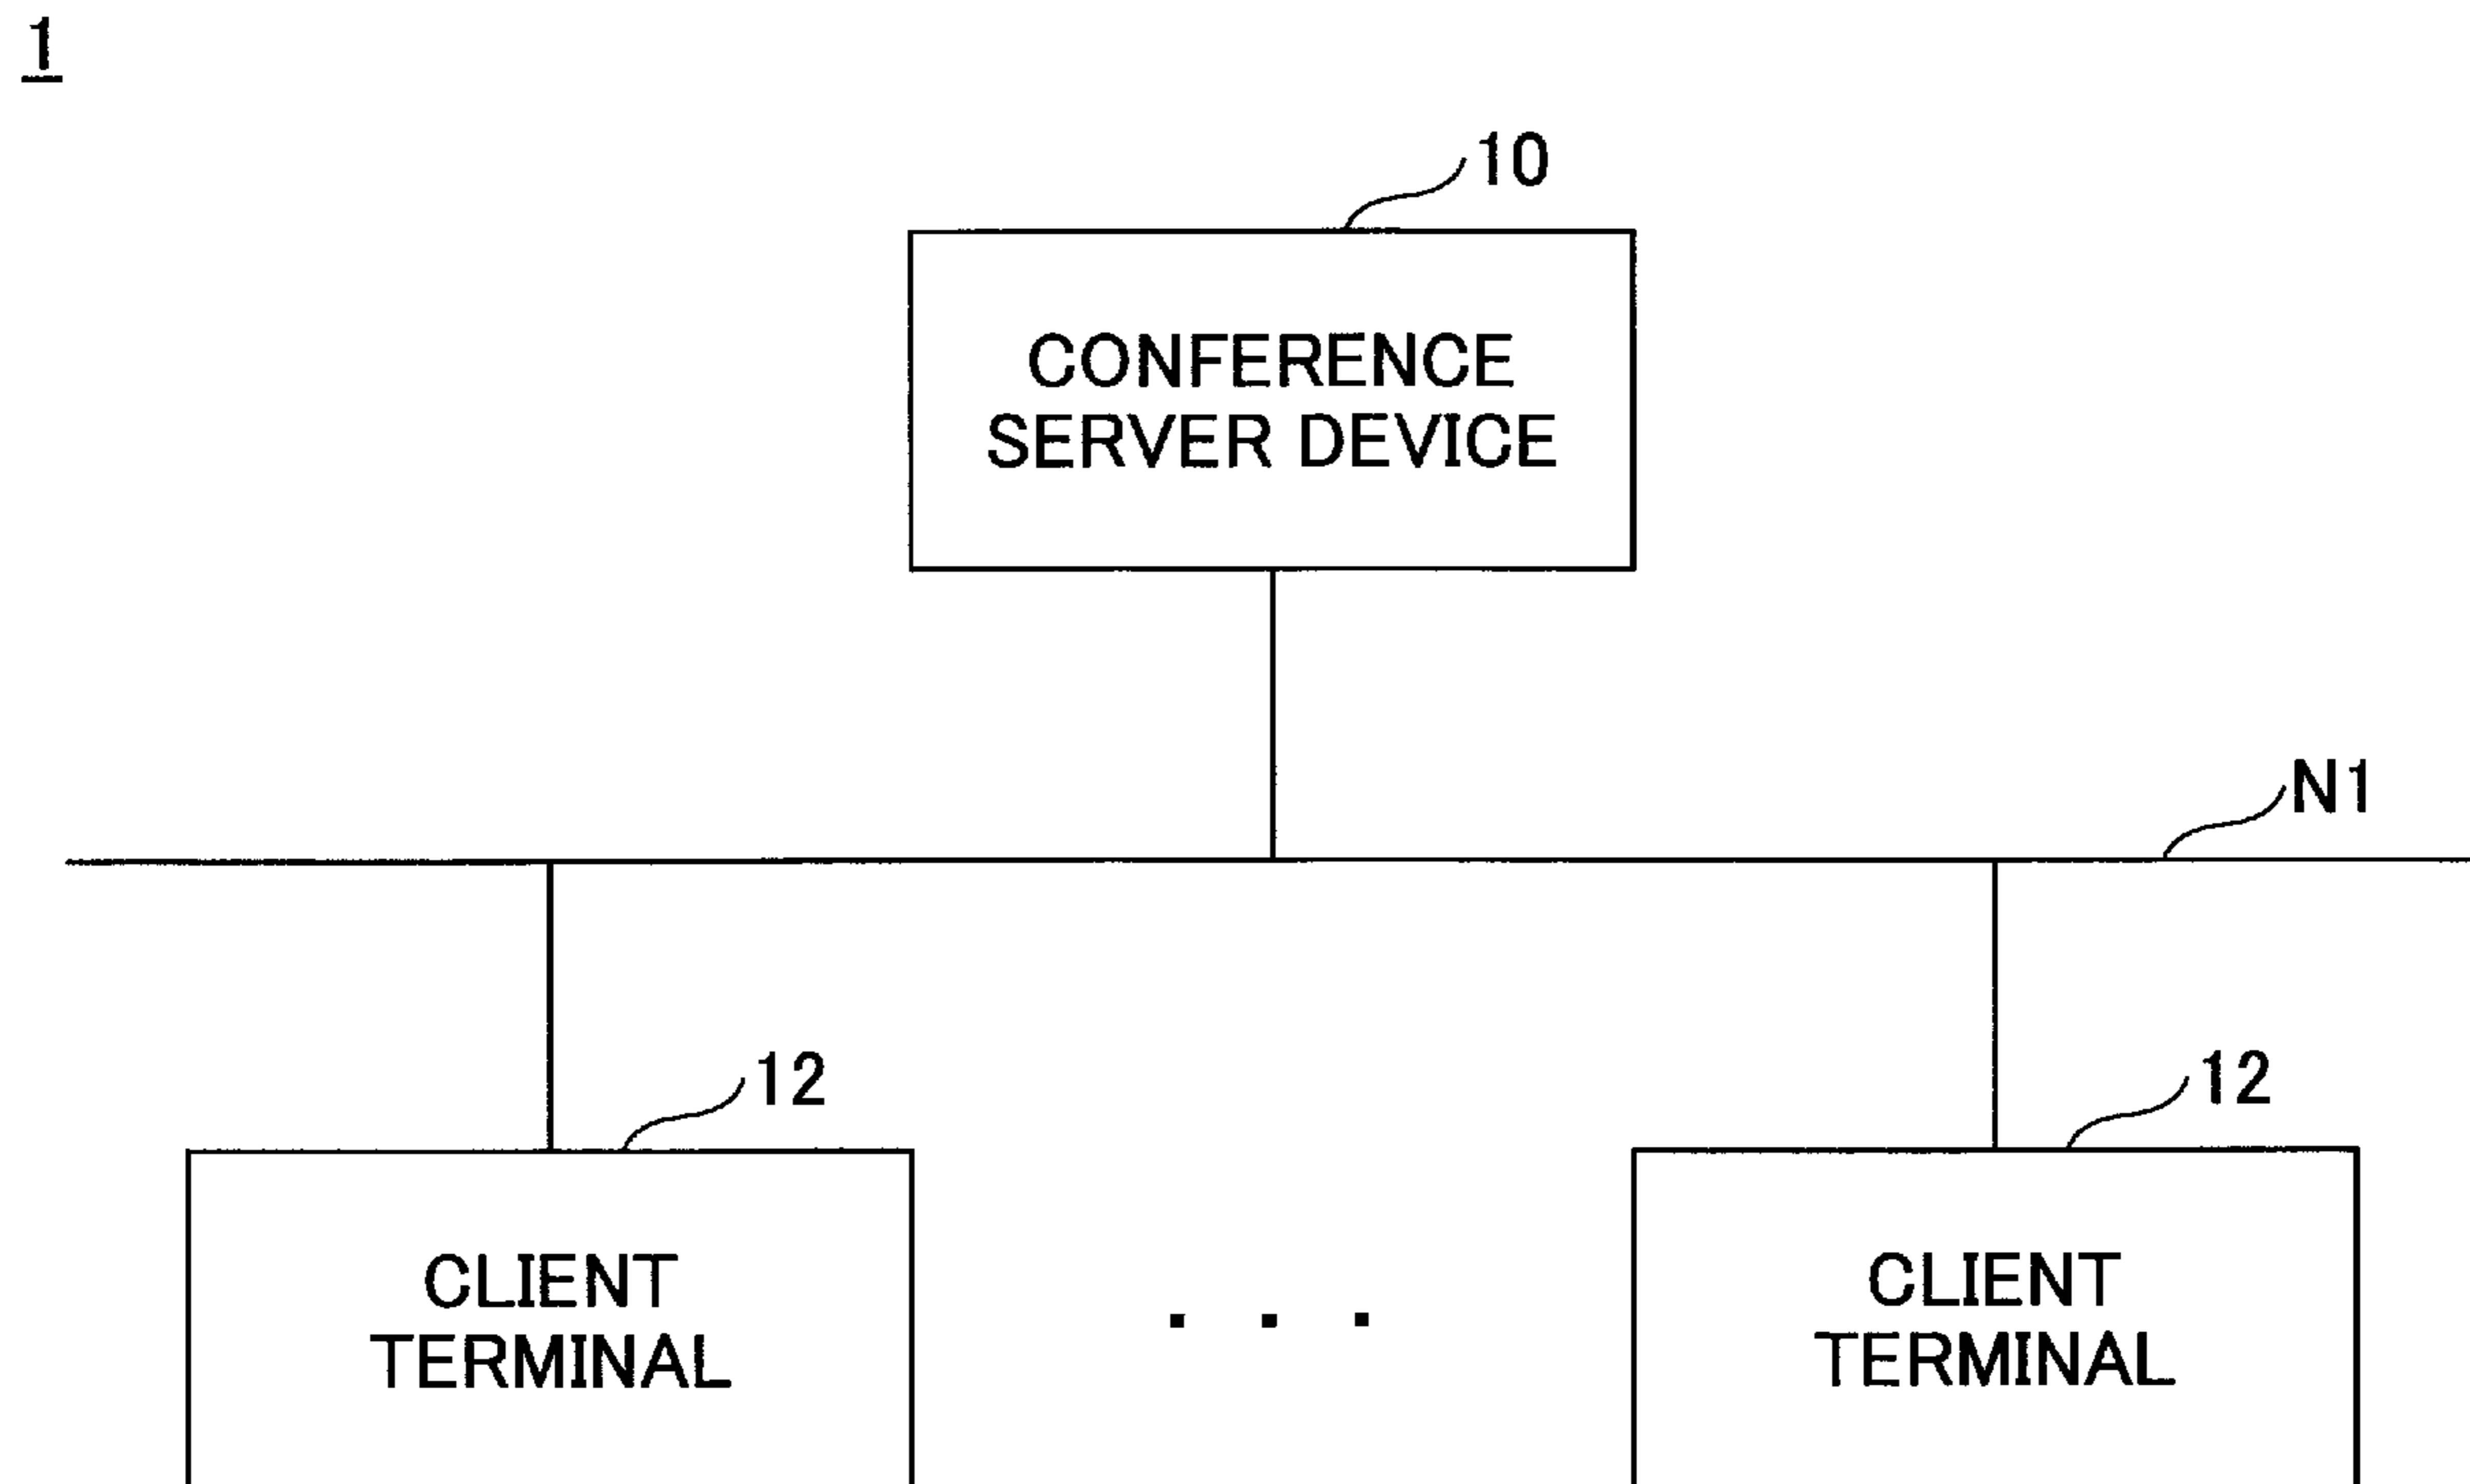 1
10
CONFERENCE
SERVER DEVICE
N1
12
12
CLIENT
TERMINAL
. . .
CLIENT
TERMINAL